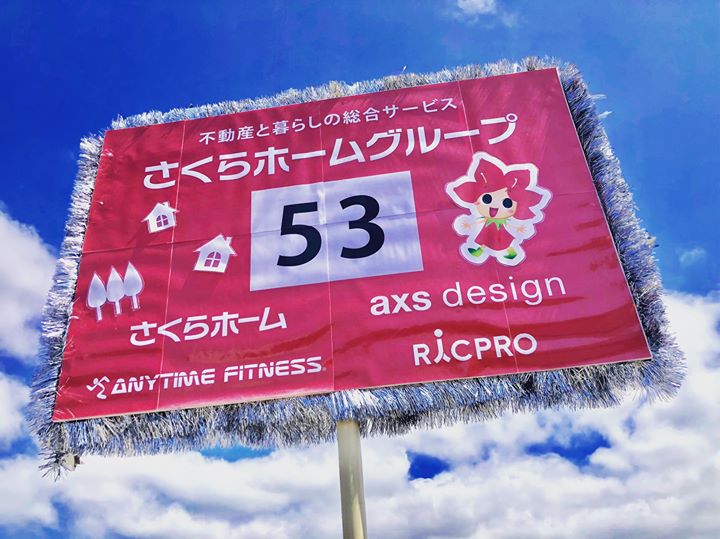 不動産と暮らしの総合サービス
さくらホームグループ
53
さくらホーム
axs design
ANYTIME FITNESS®
RICPRO